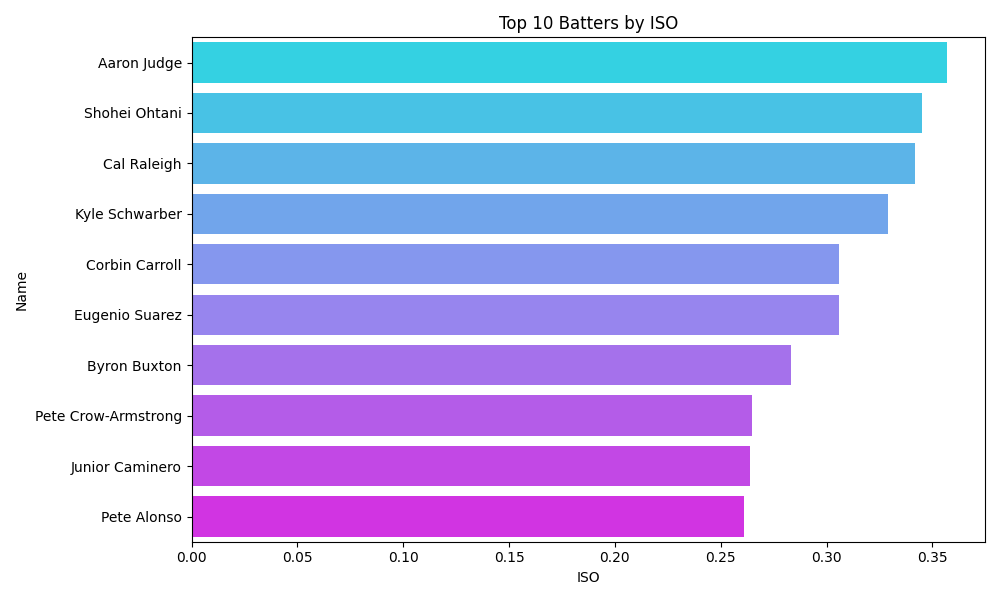 Top 10 Batters by ISO
Name
Aaron Judge
Shohei Ohtani
Cal Raleigh
Kyle Schwarber
Corbin Carroll
Eugenio Suarez
Byron Buxton
Pete Crow-Armstrong
Junior Caminero
Pete Alonso
0.00 0.05 0.10 0.15 0.20 0.25 0.30 0.35
ISO